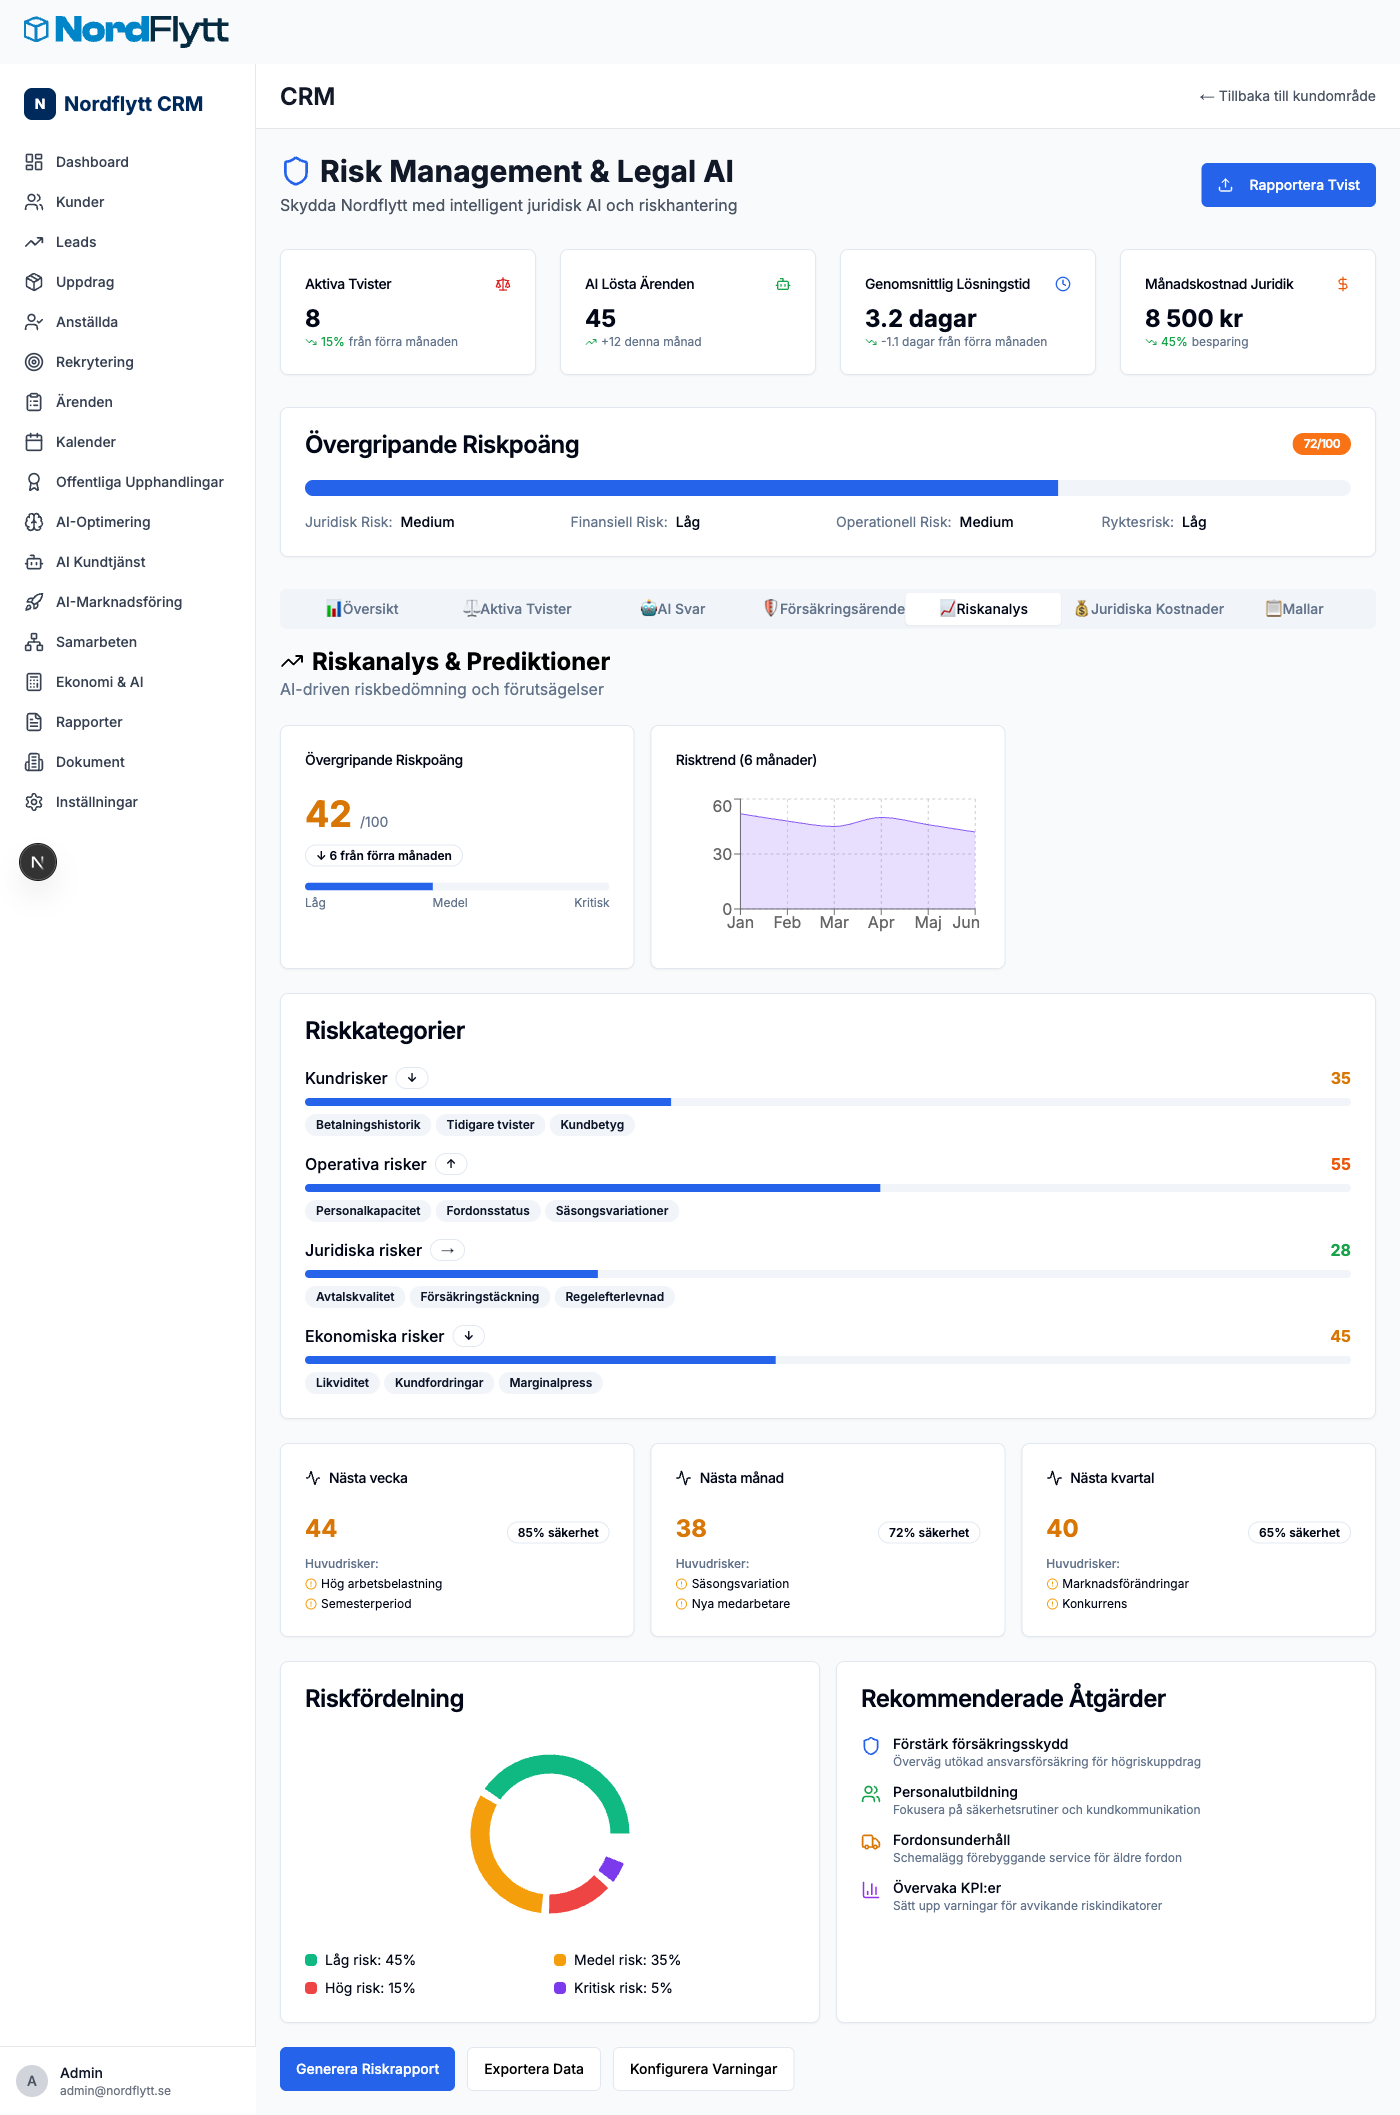 NordFlytt
N Nordflytt CRM
Dashboard
Kunder
Leads
Uppdrag
Anställda
Rekrytering
Ärenden
Kalender
Offentliga Upphandlingar
AI-Optimering
AI Kundtjänst
AI-Marknadsföring
Samarbeten
Ekonomi & AI
Rapporter
Dokument
Inställningar
N
A
Admin
admin@nordflytt.se
CRM
← Tillbaka till kundområde
Risk Management & Legal AI
Skydda Nordflytt med intelligent juridisk AI och riskhantering
Rapportera Tvist
Aktiva Tvister
8
15% från förra månaden
AI Lösta Ärenden
45
+12 denna månad
Genomsnittlig Lösningstid
3.2 dagar
-1.1 dagar från förra månaden
Månadskostnad Juridik
8 500 kr
45% besparing
Övergripande Riskpoäng
72/100
Juridisk Risk: Medium
Finansiell Risk: Låg
Operationell Risk: Medium
Ryktesrisk: Låg
📊Översikt
⚖️Aktiva Tvister
🤖AI Svar
🛡️Försäkringsärende
📈Riskanalys
💰Juridiska Kostnader
📋Mallar
Riskanalys & Prediktioner
AI-driven riskbedömning och förutsägelser
Övergripande Riskpoäng
42 /100
↓ 6 från förra månaden
Låg Medel Kritisk
Risktrend (6 månader)
60
30
0
Jan Feb Mar Apr Maj Jun
Riskkategorier
Kundrisker ↓ 35
Betalningshistorik Tidigare tvister Kundbetyg
Operativa risker ↑ 55
Personalkapacitet Fordonsstatus Säsongsvariationer
Juridiska risker → 28
Avtalskvalitet Försäkringstäckning Regelefterlevnad
Ekonomiska risker ↓ 45
Likviditet Kundfordringar Marginalpress
Nästa vecka
44 85% säkerhet
Huvudrisker:
Hög arbetsbelastning
Semesterperiod
Nästa månad
38 72% säkerhet
Huvudrisker:
Säsongsvariation
Nya medarbetare
Nästa kvartal
40 65% säkerhet
Huvudrisker:
Marknadsförändringar
Konkurrens
Riskfördelning
Låg risk: 45%
Medel risk: 35%
Hög risk: 15%
Kritisk risk: 5%
Rekommenderade Åtgärder
Förstärk försäkringsskydd
Överväg utökad ansvarsförsäkring för högriskuppdrag
Personalutbildning
Fokusera på säkerhetsrutiner och kundkommunikation
Fordonsunderhåll
Schemalägg förebyggande service för äldre fordon
Övervaka KPI:er
Sätt upp varningar för avvikande riskindikatorer
Generera Riskrapport
Exportera Data
Konfigurera Varningar